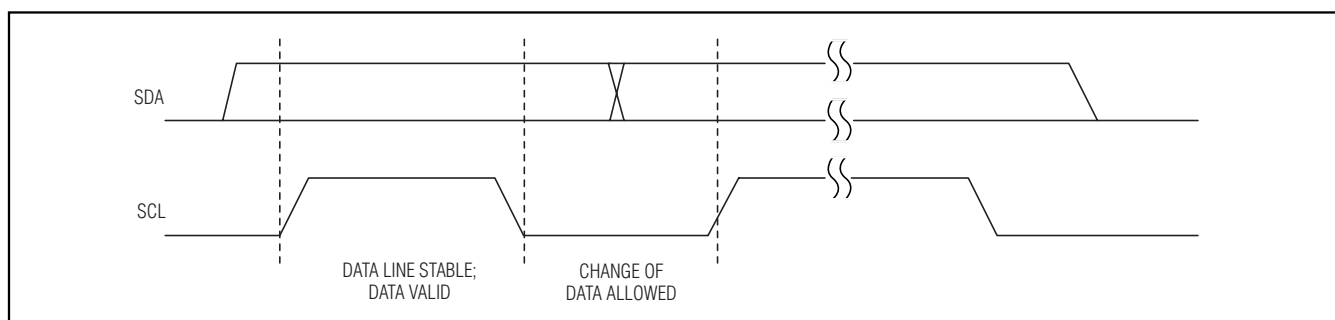 SDA
SCL
DATA LINE STABLE;
DATA VALID
CHANGE OF
DATA ALLOWED